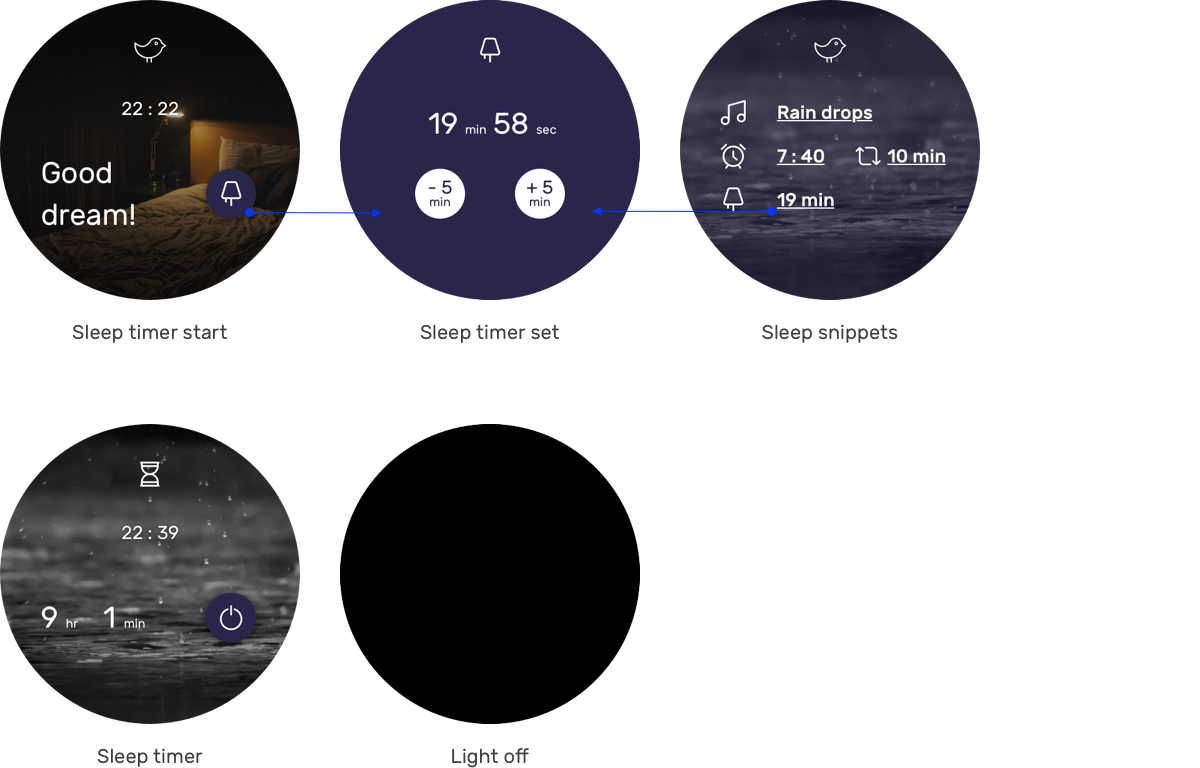 22 : 22
Good
dream!
Sleep timer start
19 min 58 sec
- 5 min
+ 5 min
Sleep timer set
Rain drops
7 : 40
10 min
19 min
Sleep snippets
22 : 39
9 hr 1 min
Sleep timer
Light off